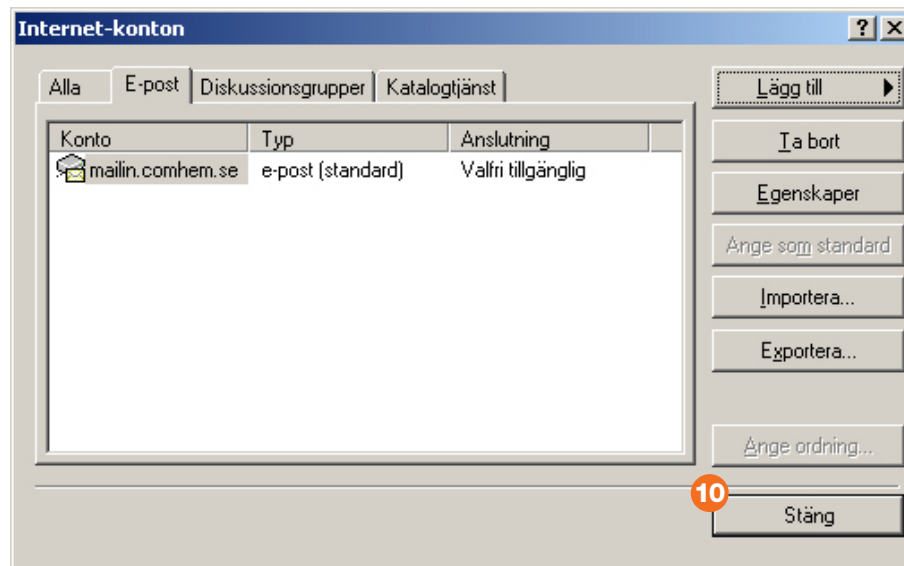 Internet-konton
Alla E-post Diskussionsgrupper Katalogtjänst
Konto Typ Anslutning
mailin.comhem.se e-post (standard) Valfri tillgänglig
Lägg till
Ta bort
Egenskaper
Ange som standard
Importera...
Exportera...
Ange ordning...
10
Stäng